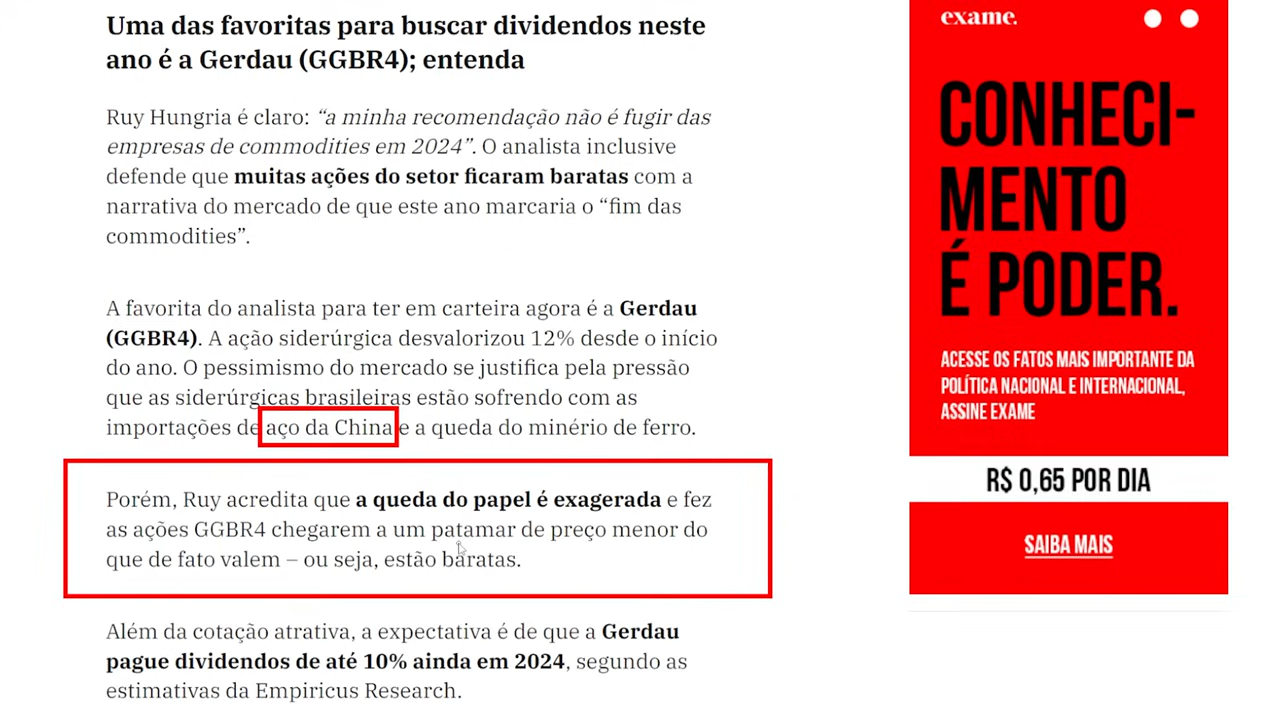 Uma das favoritas para buscar dividendos neste
ano é a Gerdau (GGBR4); entenda
Ruy Hungria é claro: “a minha recomendação não é fugir das
empresas de commodities em 2024”. O analista inclusive
defende que muitas ações do setor ficaram baratas com a
narrativa do mercado de que este ano marcaria o “fim das
commodities”.
A favorita do analista para ter em carteira agora é a Gerdau
(GGBR4). A ação siderúrgica desvalorizou 12% desde o início
do ano. O pessimismo do mercado se justifica pela pressão
que as siderúrgicas brasileiras estão sofrendo com as
importações de aço da China e a queda do minério de ferro.
Porém, Ruy acredita que a queda do papel é exagerada e fez
as ações GGBR4 chegarem a um patamar de preço menor do
que de fato valem – ou seja, estão baratas.
Além da cotação atrativa, a expectativa é de que a Gerdau
pague dividendos de até 10% ainda em 2024, segundo as
estimativas da Empiricus Research.
exame.
CONHECI-
MENTO
É PODER.
ACESSE OS FATOS MAIS IMPORTANTE DA
POLÍTICA NACIONAL E INTERNACIONAL,
ASSINE EXAME
R$ 0,65 POR DIA
SAIBA MAIS